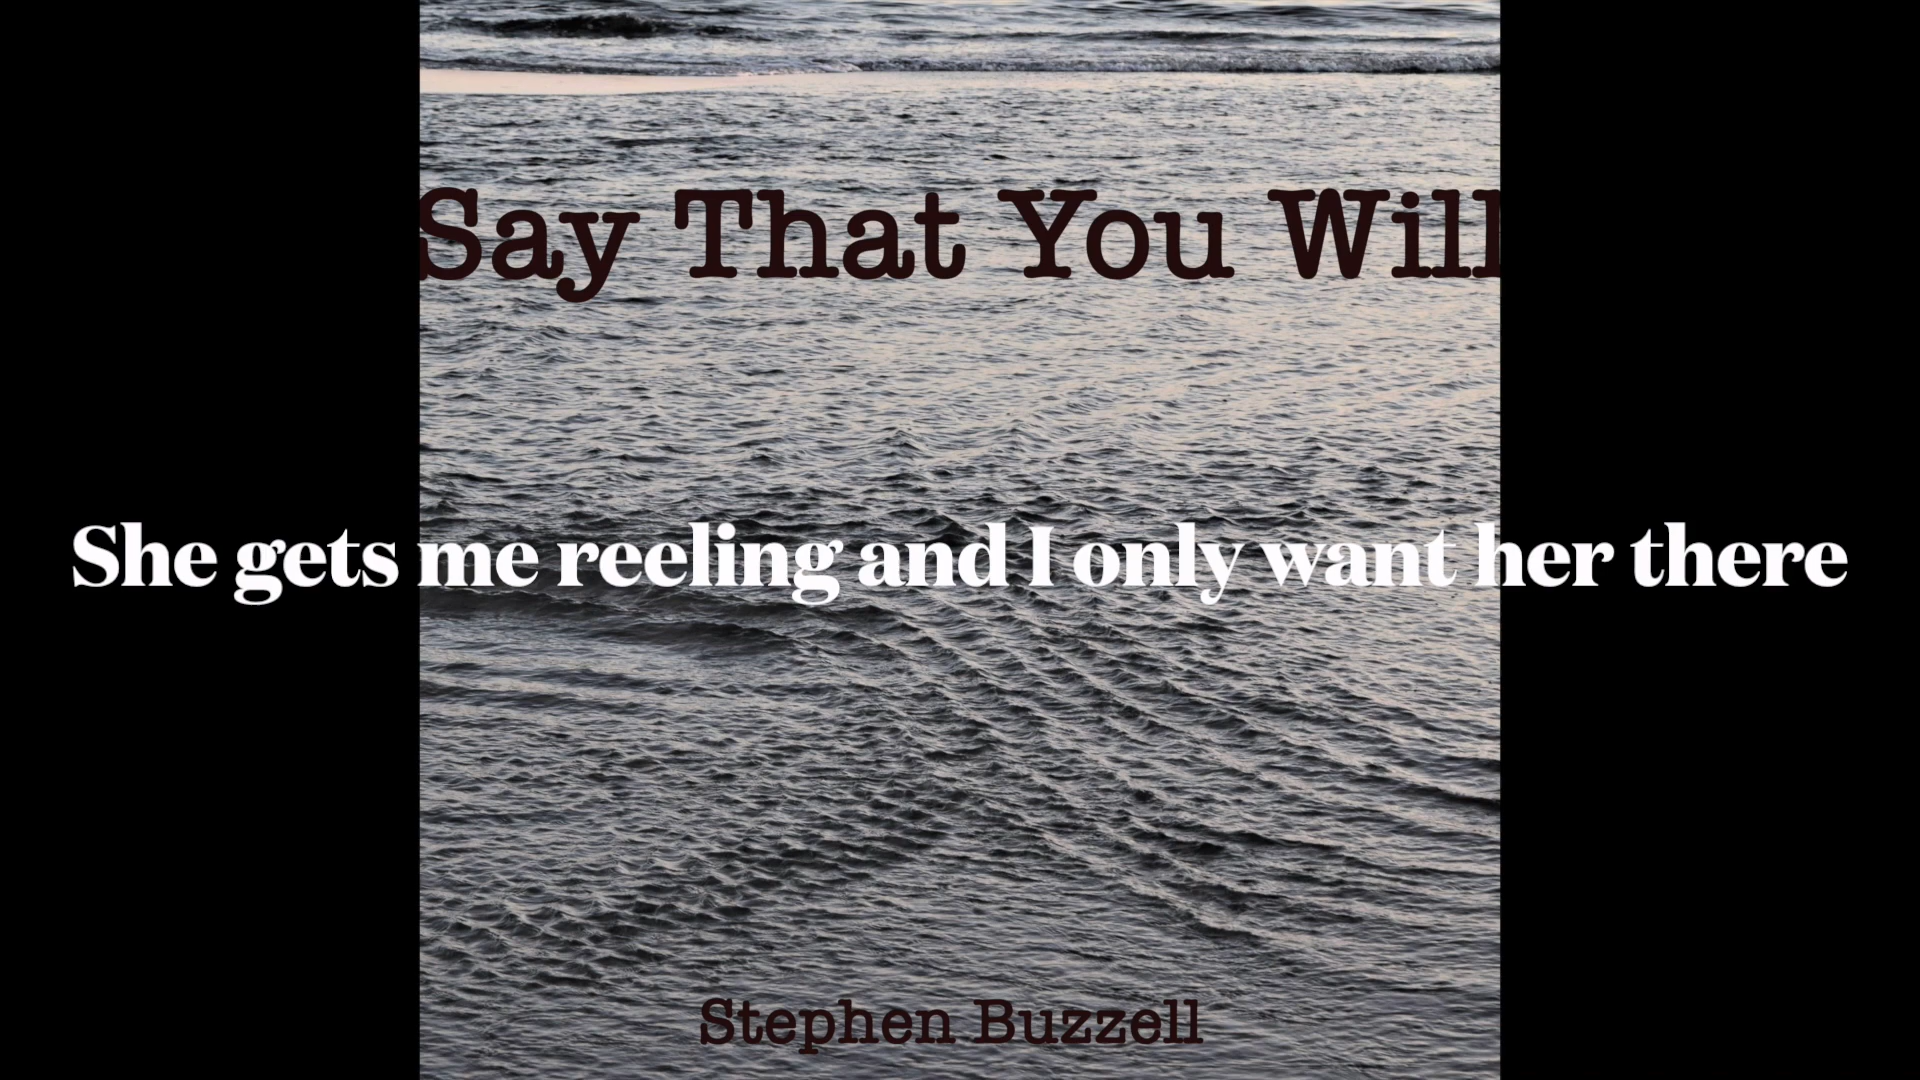 Say That You Will
She gets me reeling and I only want her there
Stephen Buzzell